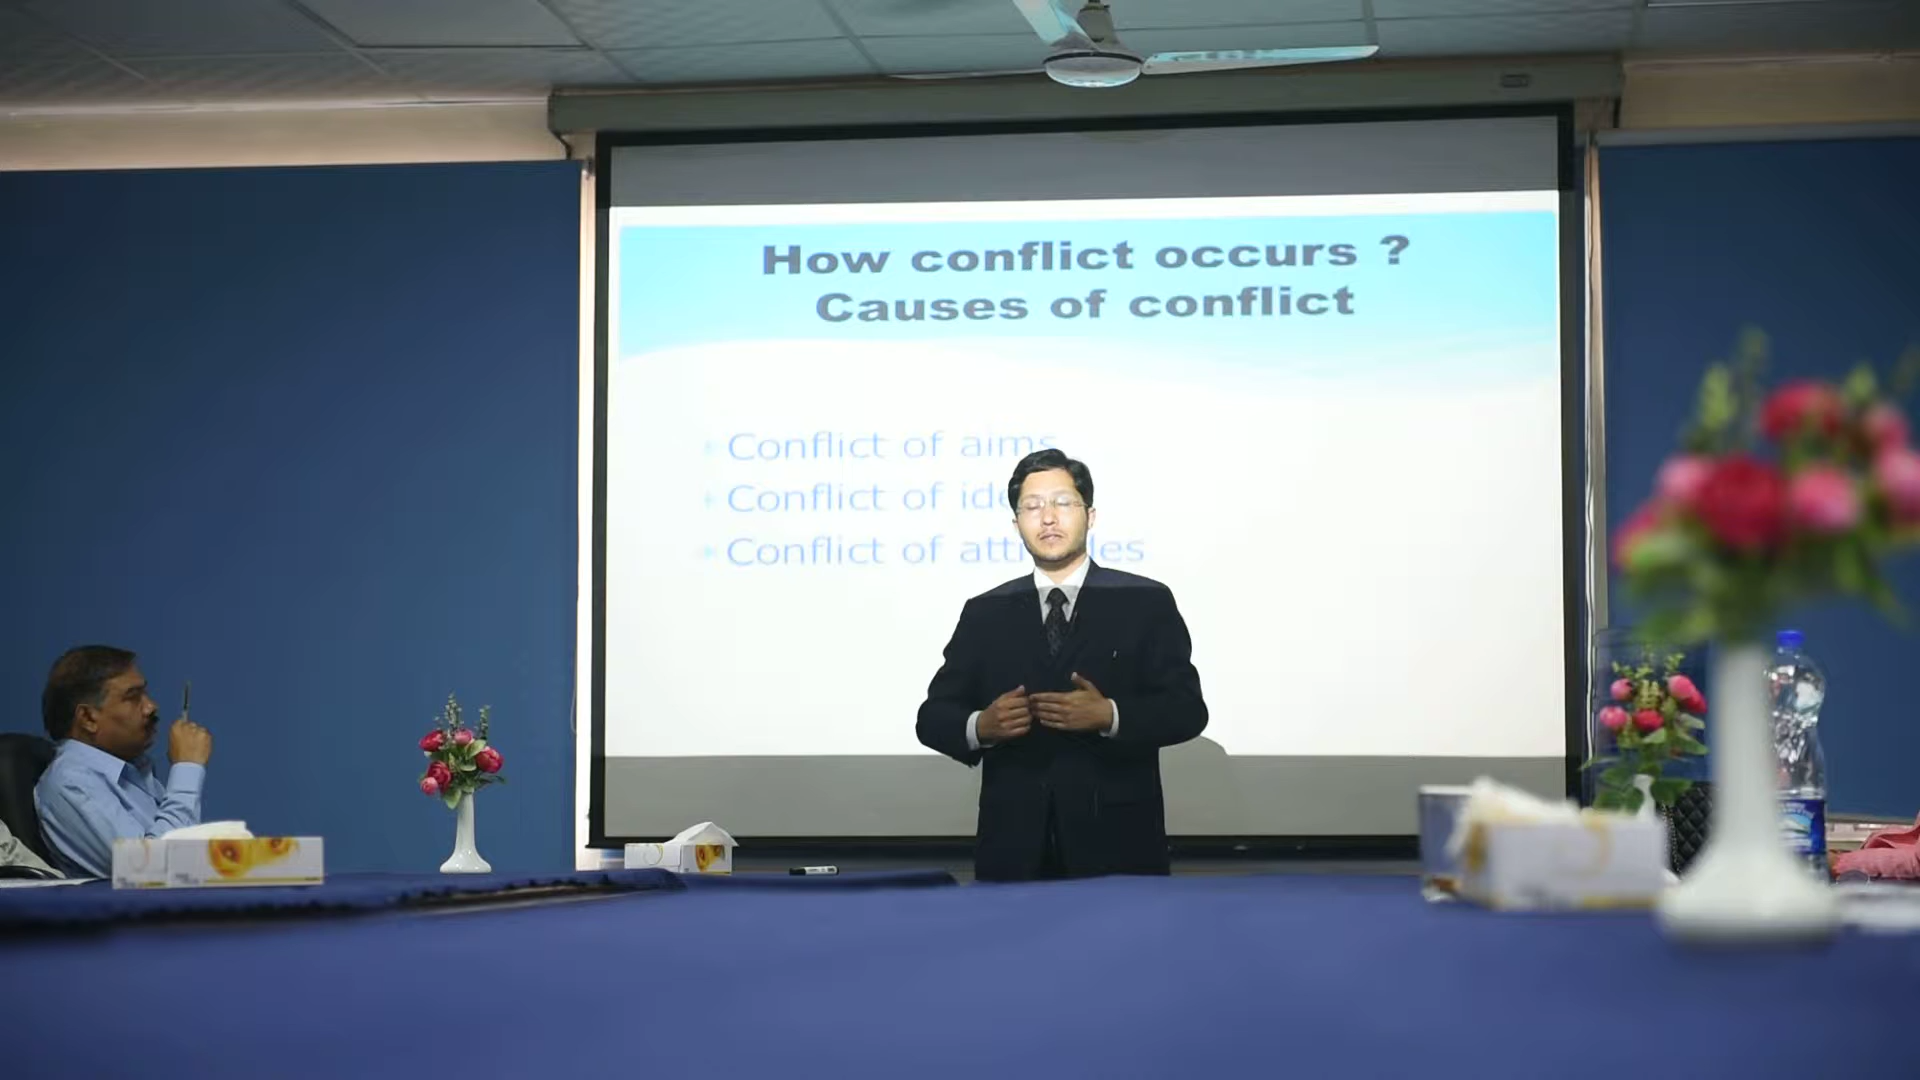 How conflict occurs ?
Causes of conflict
Conflict of aims
Conflict of
Conflict of